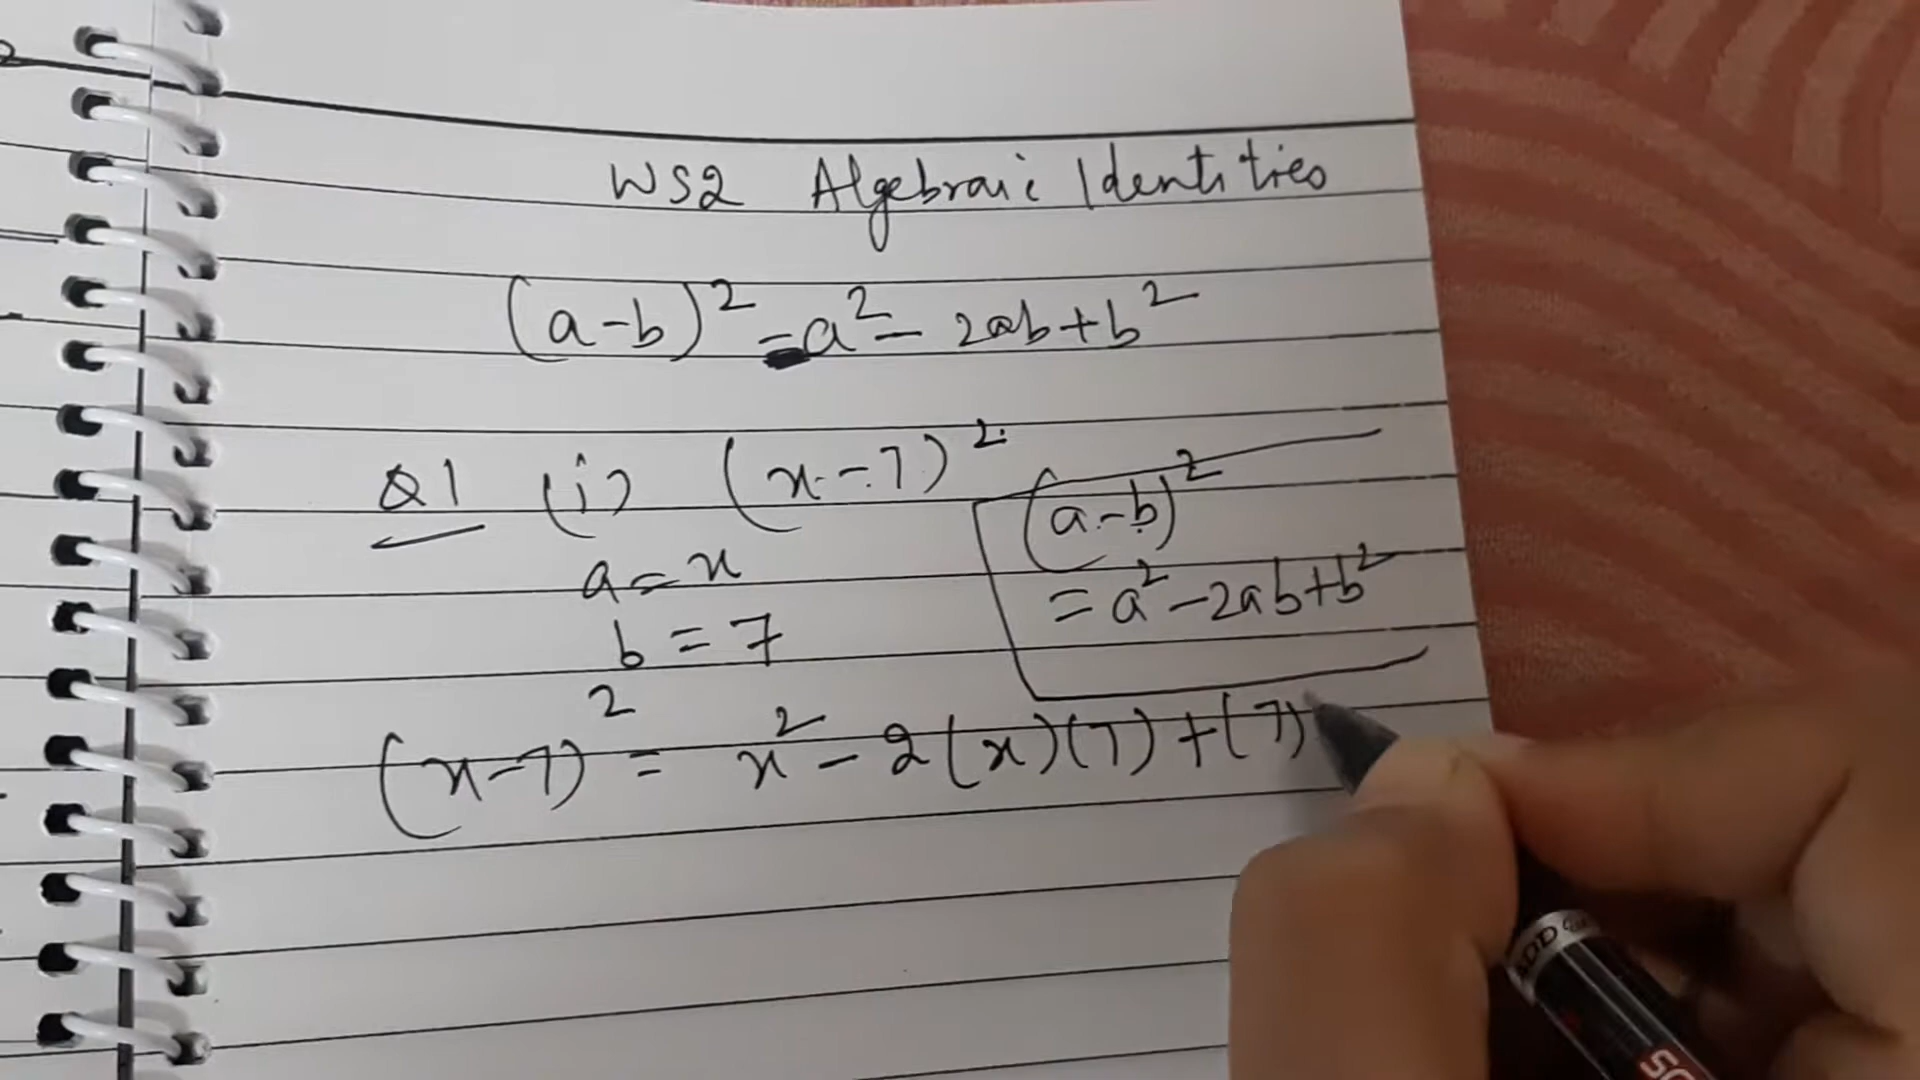 WS2 Algebraic Identities
(a-b)² = a² - 2ab + b²
Q1 (i) (x-7)²
(a-b)²
= a² - 2ab + b²
a = x
b = 7
(x-7)² = x² - 2(x)(7) + (7)
ADD